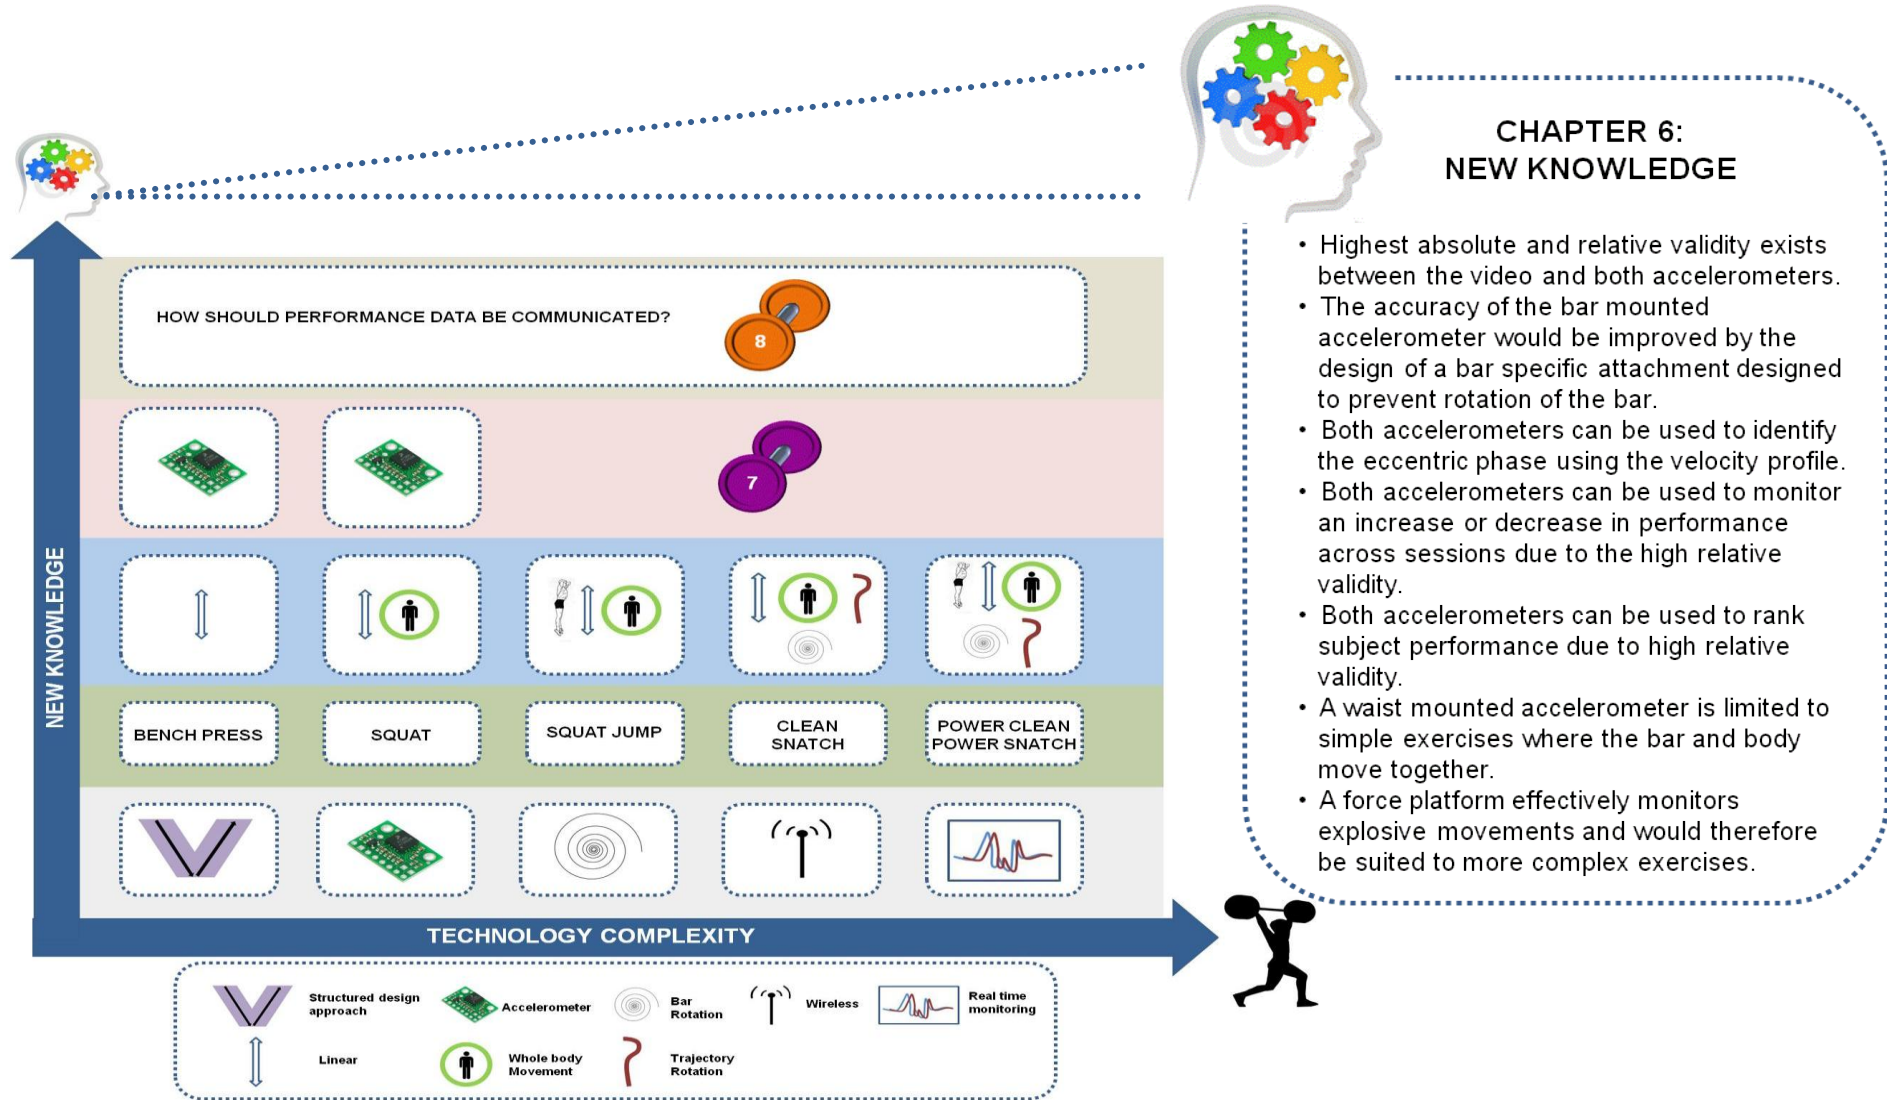 CHAPTER 6:
NEW KNOWLEDGE
• Highest absolute and relative validity exists
between the video and both accelerometers.
• The accuracy of the bar mounted
accelerometer would be improved by the
design of a bar specific attachment designed
to prevent rotation of the bar.
• Both accelerometers can be used to identify
the eccentric phase using the velocity profile.
• Both accelerometers can be used to monitor
an increase or decrease in performance
across sessions due to the high relative
validity.
• Both accelerometers can be used to rank
subject performance due to high relative
validity.
• A waist mounted accelerometer is limited to
simple exercises where the bar and body
move together.
• A force platform effectively monitors
explosive movements and would therefore
be suited to more complex exercises.
HOW SHOULD PERFORMANCE DATA BE COMMUNICATED?
8
7
NEW KNOWLEDGE
BENCH PRESS
SQUAT
SQUAT JUMP
CLEAN
SNATCH
POWER CLEAN
POWER SNATCH
TECHNOLOGY COMPLEXITY
Structured design
approach
Accelerometer
Bar
Rotation
Wireless
Real time
monitoring
Linear
Whole body
Movement
Trajectory
Rotation